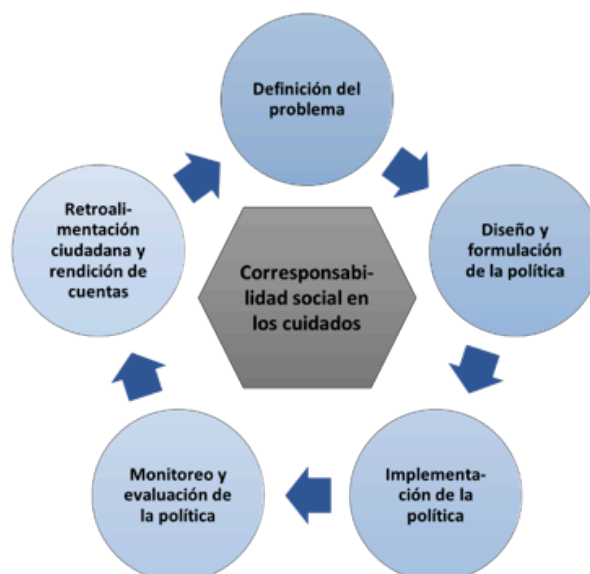 Definición del
problema
Diseño y
formulación
de la política
Implementa-
ción de la
política
Monitoreo y
evaluación de
la política
Retroali-
mentación
ciudadana y
rendición de
cuentas
Corresponsabi-
lidad social en
los cuidados